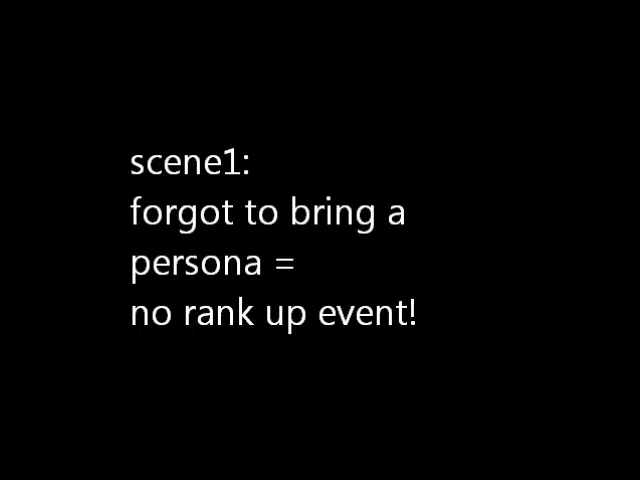 scene1:
forgot to bring a
persona =
no rank up event!